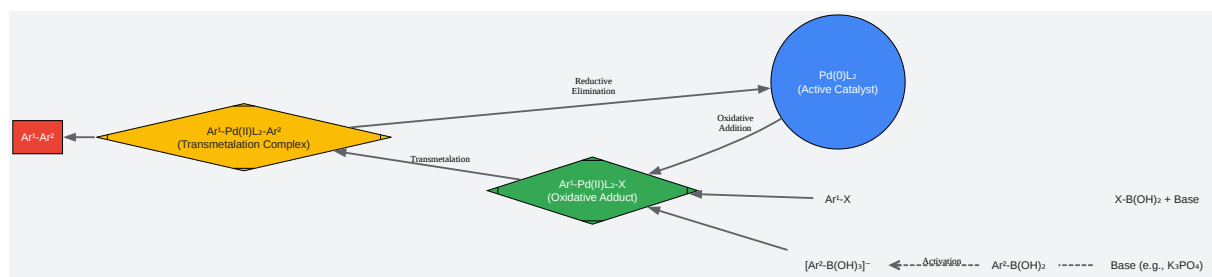 Pd(0)L₂
(Active Catalyst)
Reductive
Elimination
Oxidative
Addition
Ar¹-Ar²
Ar¹-Pd(II)L₂-Ar²
(Transmetalation Complex)
Transmetalation
Ar¹-Pd(II)L₂-X
(Oxidative Adduct)
Ar¹-X
X-B(OH)₂ + Base
[Ar²-B(OH)₃]⁻
Activation
Ar²-B(OH)₂
Base (e.g., K₃PO₄)